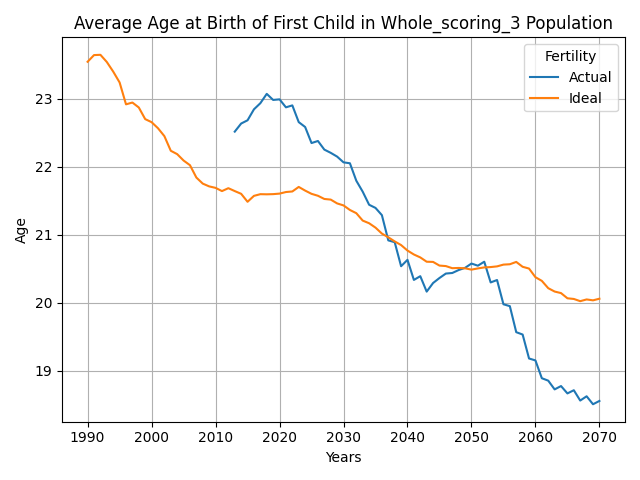 Average Age at Birth of First Child in Whole_scoring_3 Population
Fertility
Actual
Ideal
Age
23
22
21
20
19
1990 2000 2010 2020 2030 2040 2050 2060 2070
Years